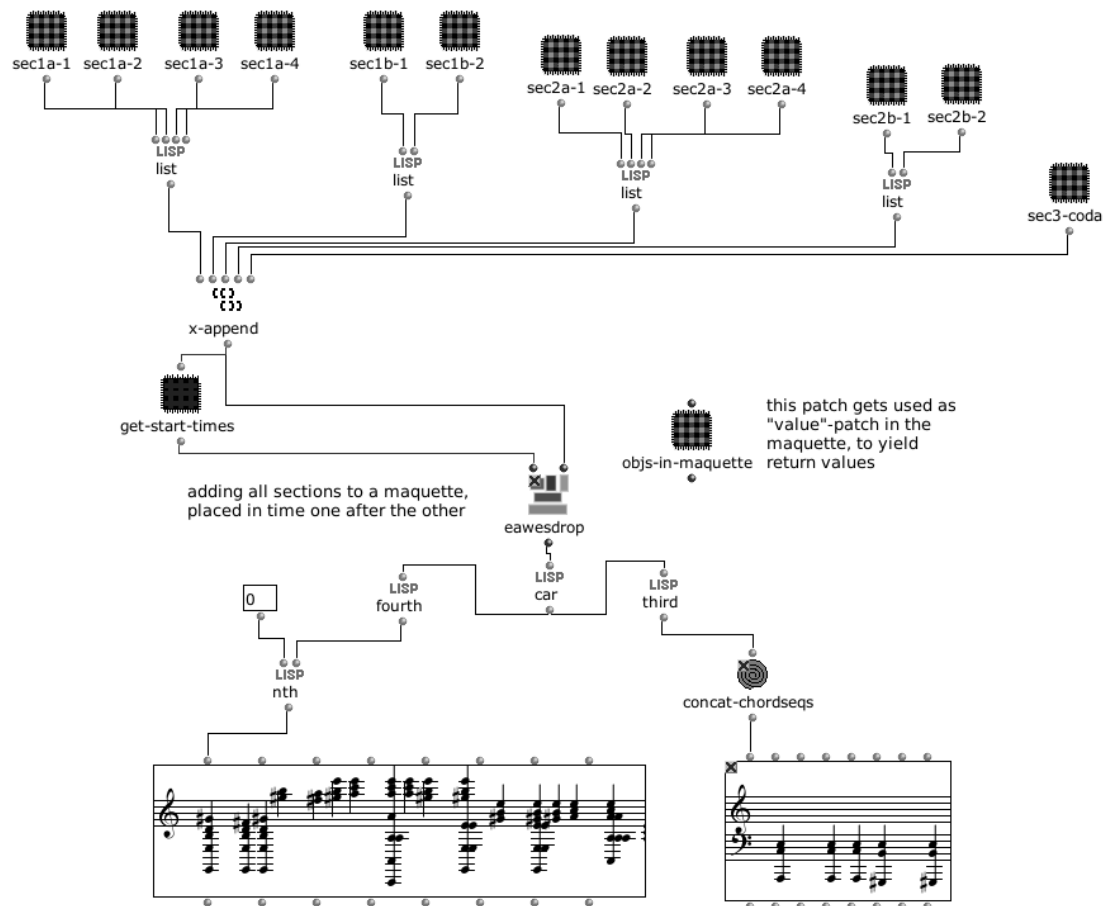 sec1a-1 sec1a-2 sec1a-3 sec1a-4 sec1b-1 sec1b-2
sec2a-1 sec2a-2 sec2a-3 sec2a-4
sec2b-1 sec2b-2
LISP
list
LISP
list
LISP
list
LISP
list
sec3-coda
x-append
get-start-times
this patch gets used as
"value"-patch in the
maquette, to yield
return values
objs-in-maquette
adding all sections to a maquette,
placed in time one after the other
eawesdrop
LISP
fourth
LISP
car
LISP
third
0
LISP
nth
concat-chordseqs